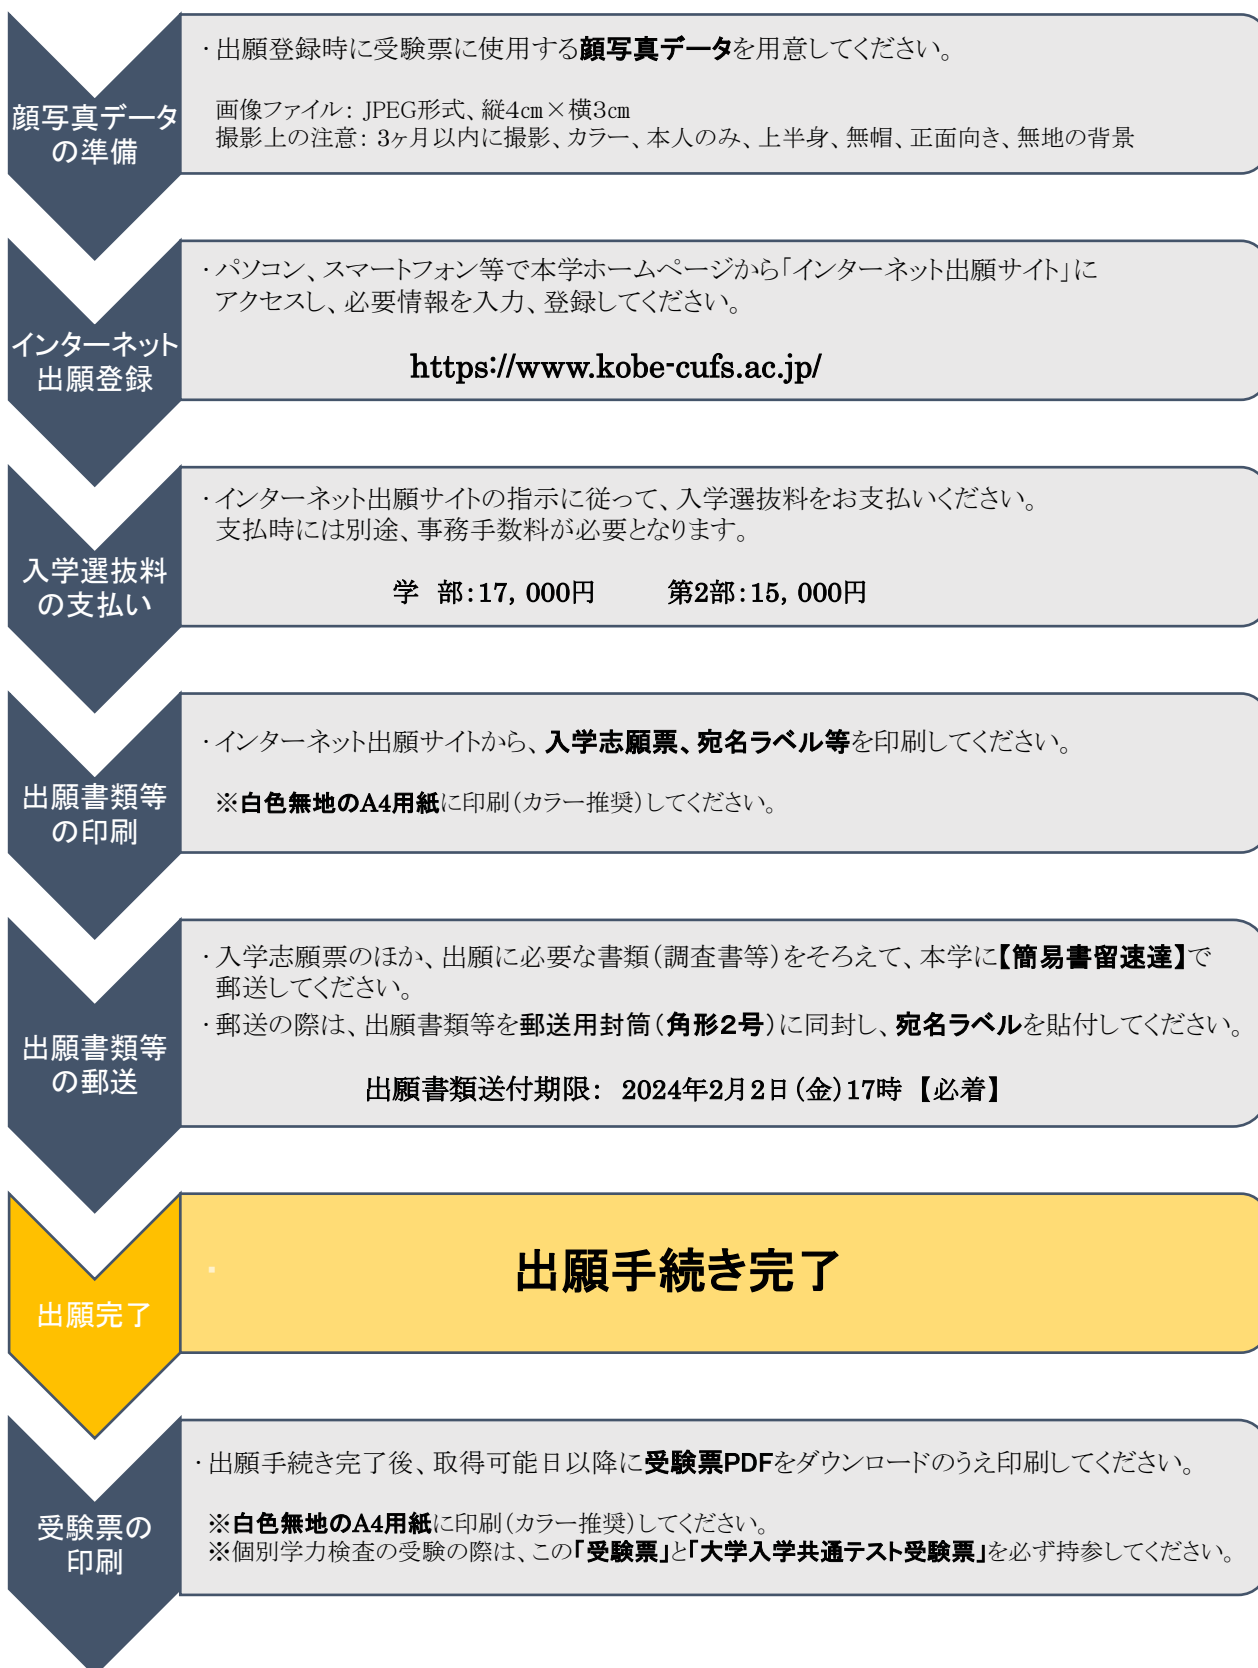 顔写真データ
の準備
・出願登録時に受験票に使用する顔写真データを用意してください。
画像ファイル： JPEG形式、縦4㎝×横3㎝
撮影上の注意： 3ヶ月以内に撮影、カラー、本人のみ、上半身、無帽、正面向き、無地の背景
インターネット
出願登録
・パソコン、スマートフォン等で本学ホームページから「インターネット出願サイト」に
アクセスし、必要情報を入力、登録してください。
https://www.kobe-cufs.ac.jp/
入学選抜料
の支払い
・インターネット出願サイトの指示に従って、入学選抜料をお支払いください。
支払時には別途、事務手数料が必要となります。
学 部：17，000円 第2部：15，000円
出願書類等
の印刷
・インターネット出願サイトから、入学志願票、宛名ラベル等を印刷してください。
※白色無地のA4用紙に印刷（カラー推奨）してください。
出願書類等
の郵送
・入学志願票のほか、出願に必要な書類（調査書等）をそろえて、本学に【簡易書留速達】で
郵送してください。
・郵送の際は、出願書類等を郵送用封筒（角形２号）に同封し、宛名ラベルを貼付してください。
出願書類送付期限： 2024年2月2日（金）17時 【必着】
出願完了
出願手続き完了
受験票の
印刷
・出願手続き完了後、取得可能日以降に受験票PDFをダウンロードのうえ印刷してください。
※白色無地のA4用紙に印刷（カラー推奨）してください。
※個別学力検査の受験の際は、この「受験票」と「大学入学共通テスト受験票」を必ず持参してください。